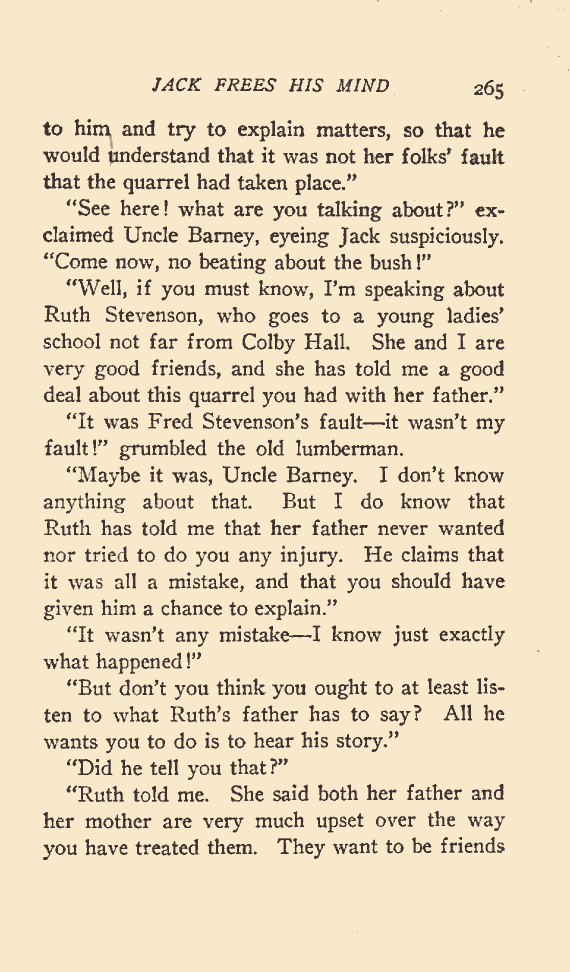 JACK FREES HIS MIND 265
to him and try to explain matters, so that he
would understand that it was not her folks' fault
that the quarrel had taken place."
"See here! what are you talking about?" ex-
claimed Uncle Barney, eyeing Jack suspiciously.
"Come now, no beating about the bush!"
"Well, if you must know, I'm speaking about
Ruth Stevenson, who goes to a young ladies'
school not far from Colby Hall. She and I are
very good friends, and she has told me a good
deal about this quarrel you had with her father."
"It was Fred Stevenson's fault—it wasn't my
fault!" grumbled the old lumberman.
"Maybe it was, Uncle Barney. I don't know
anything about that. But I do know that
Ruth has told me that her father never wanted
nor tried to do you any injury. He claims that
it was all a mistake, and that you should have
given him a chance to explain."
"It wasn't any mistake—I know just exactly
what happened!"
"But don't you think you ought to at least lis-
ten to what Ruth's father has to say? All he
wants you to do is to hear his story."
"Did he tell you that?"
"Ruth told me. She said both her father and
her mother are very much upset over the way
you have treated them. They want to be friends